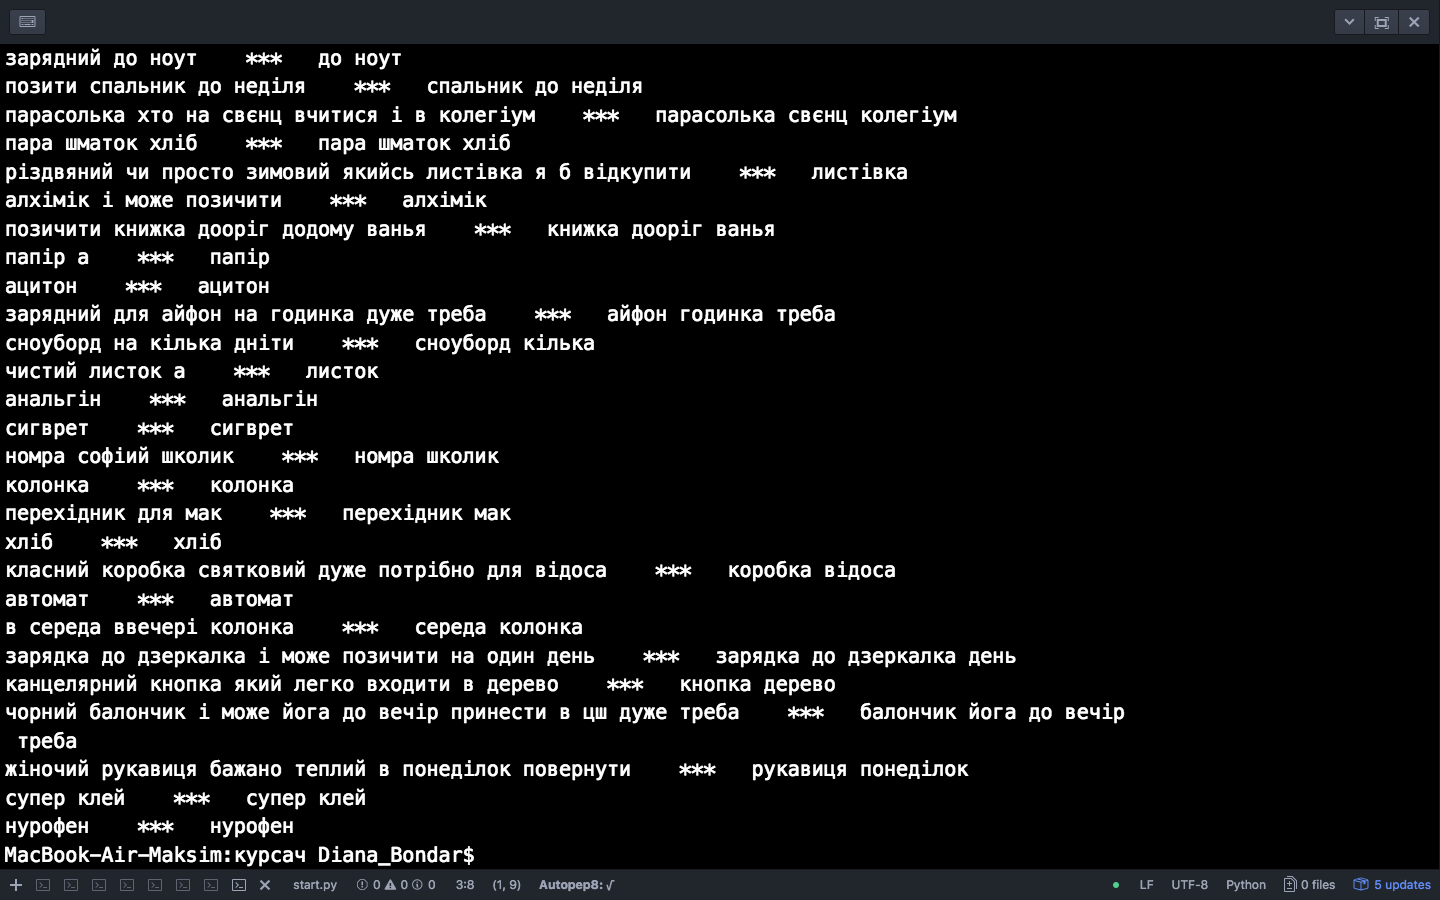 зарядний до ноут    ***   до ноут
позити спальник до неділя    ***   спальник до неділя
парасолька хто на свєнц вчитися і в колегіум    ***   парасолька свєнц колегіум
пара шматок хліб    ***   пара шматок хліб
різдвяний чи просто зимовий якийсь листівка я б відкупити    ***   листівка
алхімік і може позичити    ***   алхімік
позичити книжка дооріг додому ванья    ***   книжка дооріг ванья
папір а    ***   папір
ацитон    ***   ацитон
зарядний для айфон на годинка дуже треба    ***   айфон годинка треба
сноуборд на кілька дніти    ***   сноуборд кілька
чистий листок а    ***   листок
анальгін    ***   анальгін
сигврет    ***   сигврет
номра софіий школик    ***   номра школик
колонка    ***   колонка
перехідник для мак    ***   перехідник мак
хліб    ***   хліб
класний коробка святковий дуже потрібно для відоса    ***   коробка відоса
автомат    ***   автомат
в середа ввечері колонка    ***   середа колонка
зарядка до дзеркалка і може позичити на один день    ***   зарядка до дзеркалка день
канцелярний кнопка який легко входити в дерево    ***   кнопка дерево
чорний балончик і може йога до вечір принести в цш дуже треба    ***   балончик йога до вечір
 треба
жіночий рукавиця бажано теплий в понеділок повернути    ***   рукавиця понеділок
супер клей    ***   супер клей
нурофен    ***   нурофен
MacBook-Air-Maksim:курсач Diana_Bondar$
start.py 0 0 0 3:8 (1, 9) Autopep8:√ LF UTF-8 Python 0 files 5 updates